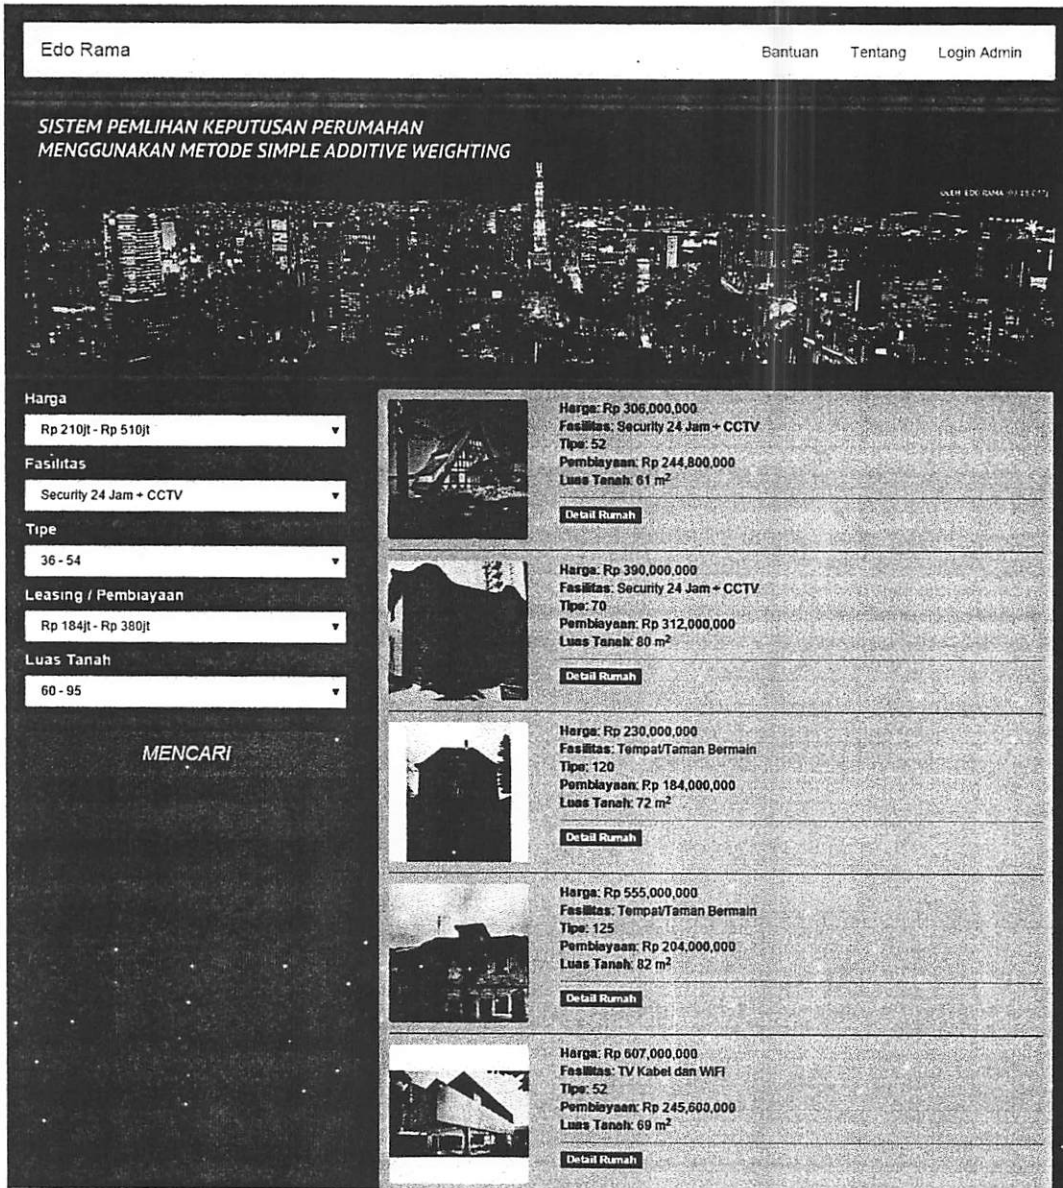 Edo Rama
Bantuan Tentang Login Admin
SISTEM PEMLIHAN KEPUTUSAN PERUMAHAN
MENGGUNAKAN METODE SIMPLE ADDITIVE WEIGHTING
OLEH EDO RAMA
Harga
Rp 210jt - Rp 510jt
Fasilitas
Security 24 Jam + CCTV
Tipe
36 - 54
Leasing / Pembiayaan
Rp 184jt - Rp 380jt
Luas Tanah
60 - 95
MENCARI
Harga: Rp 306,000,000
Fasilitas: Security 24 Jam + CCTV
Tipe: 52
Pembiayaan: Rp 244,800,000
Luas Tanah: 61 m²
Detail Rumah
Harga: Rp 390,000,000
Fasilitas: Security 24 Jam + CCTV
Tipe: 70
Pembiayaan: Rp 312,000,000
Luas Tanah: 80 m²
Detail Rumah
Harga: Rp 230,000,000
Fasilitas: Tempat/Taman Bermain
Tipe: 120
Pembiayaan: Rp 184,000,000
Luas Tanah: 72 m²
Detail Rumah
Harga: Rp 555,000,000
Fasilitas: Tempat/Taman Bermain
Tipe: 125
Pembiayaan: Rp 204,000,000
Luas Tanah: 82 m²
Detail Rumah
Harga: Rp 607,000,000
Fasilitas: TV Kabel dan WiFi
Tipe: 52
Pembiayaan: Rp 245,600,000
Luas Tanah: 69 m²
Detail Rumah